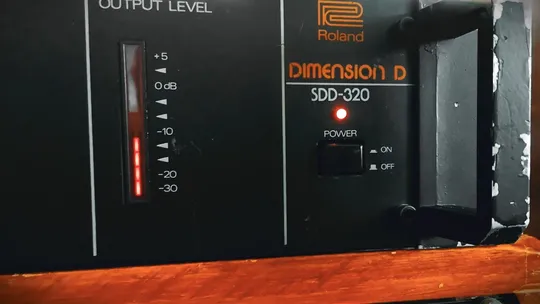 OUTPUT LEVEL
+5
0 dB
-10
-20
-30
Roland
DIMENSION D
SDD-320
POWER
ON
OFF